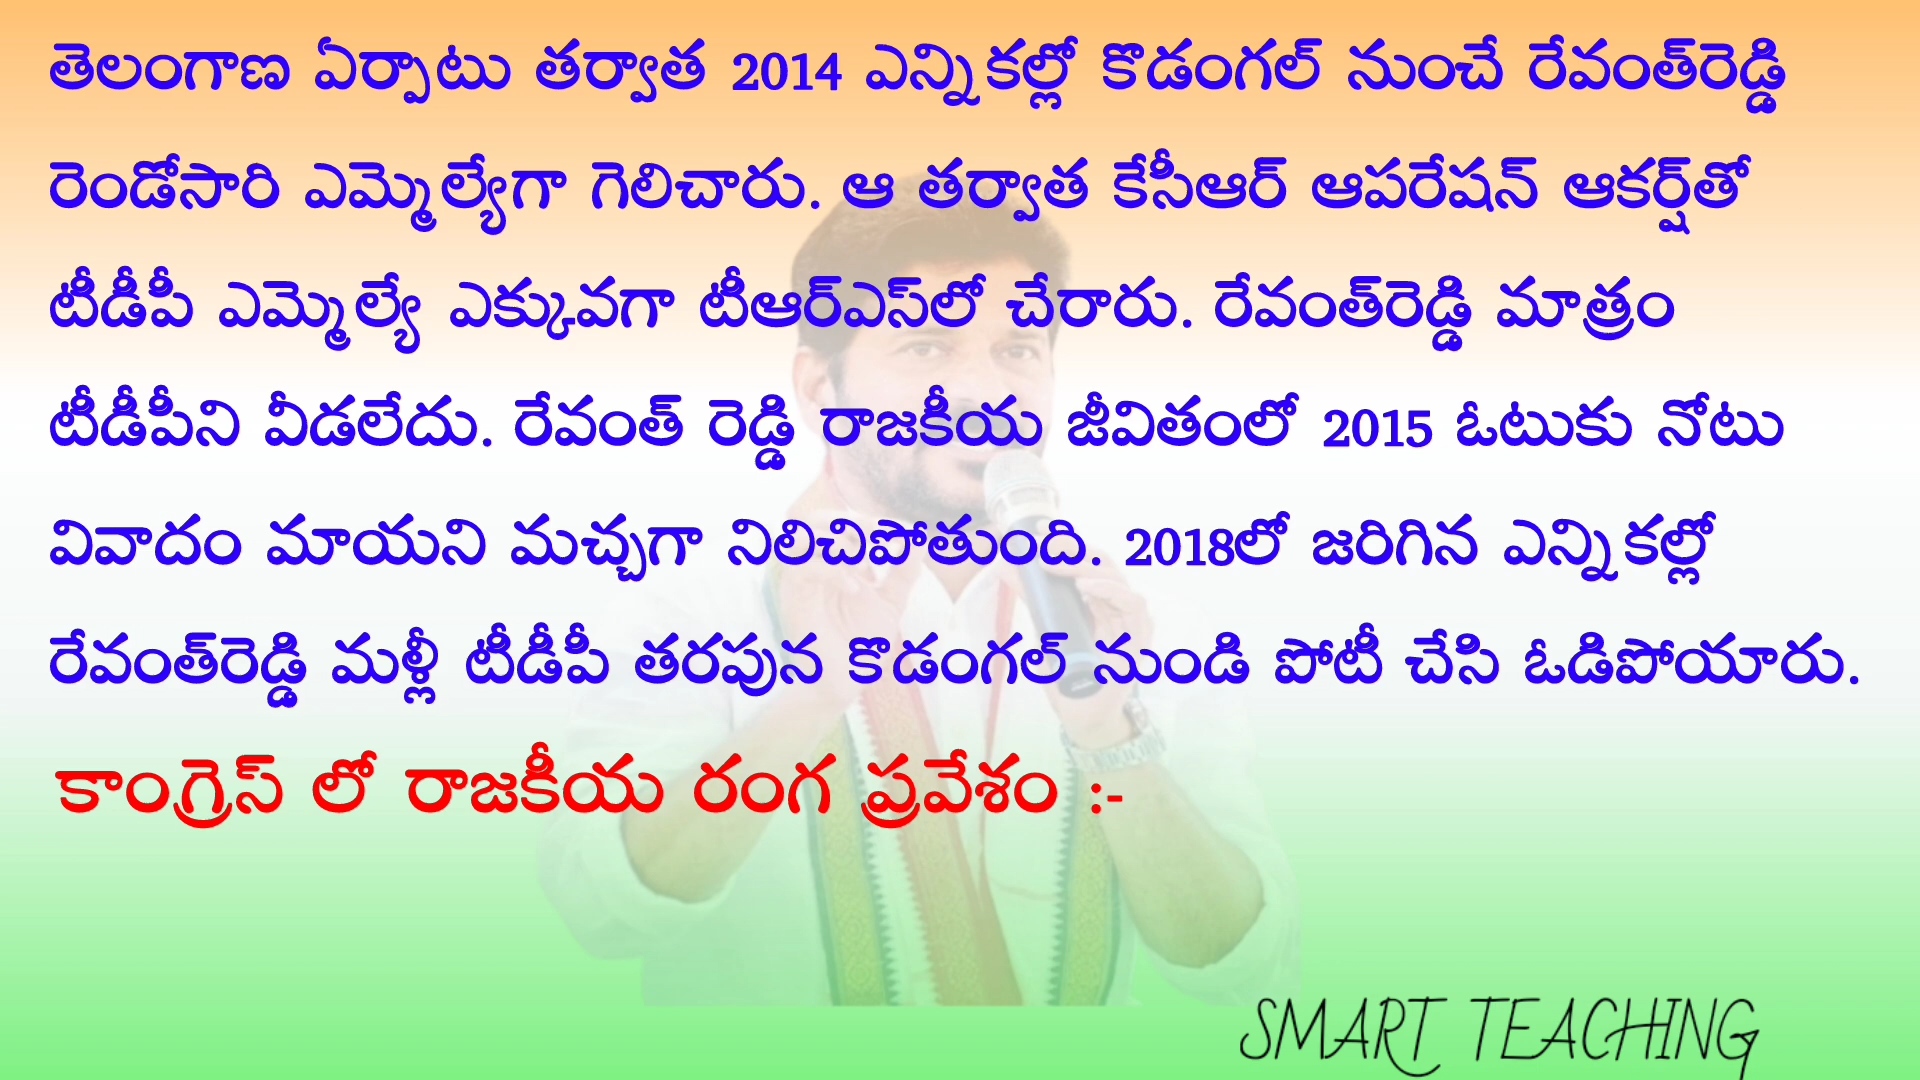 తెలంగాణ ఏర్పాటు తర్వాత 2014 ఎన్నికల్లో కొడంగల్ నుంచే రేవంత్‌రెడ్డి
రెండోసారి ఎమ్మెల్యేగా గెలిచారు. ఆ తర్వాత కేసీఆర్ ఆపరేషన్ ఆకర్ష్‌తో
టీడీపీ ఎమ్మెల్యే ఎక్కువగా టీఆర్ఎస్‌లో చేరారు. రేవంత్‌రెడ్డి మాత్రం
టీడీపీని వీడలేదు. రేవంత్ రెడ్డి రాజకీయ జీవితంలో 2015 ఓటుకు నోటు
వివాదం మాయని మచ్చగా నిలిచిపోతుంది. 2018లో జరిగిన ఎన్నికల్లో
రేవంత్‌రెడ్డి మళ్లీ టీడీపీ తరపున కొడంగల్ నుండి పోటీ చేసి ఓడిపోయారు.
కాంగ్రెస్ లో రాజకీయ రంగ ప్రవేశం :-
SMART TEACHING